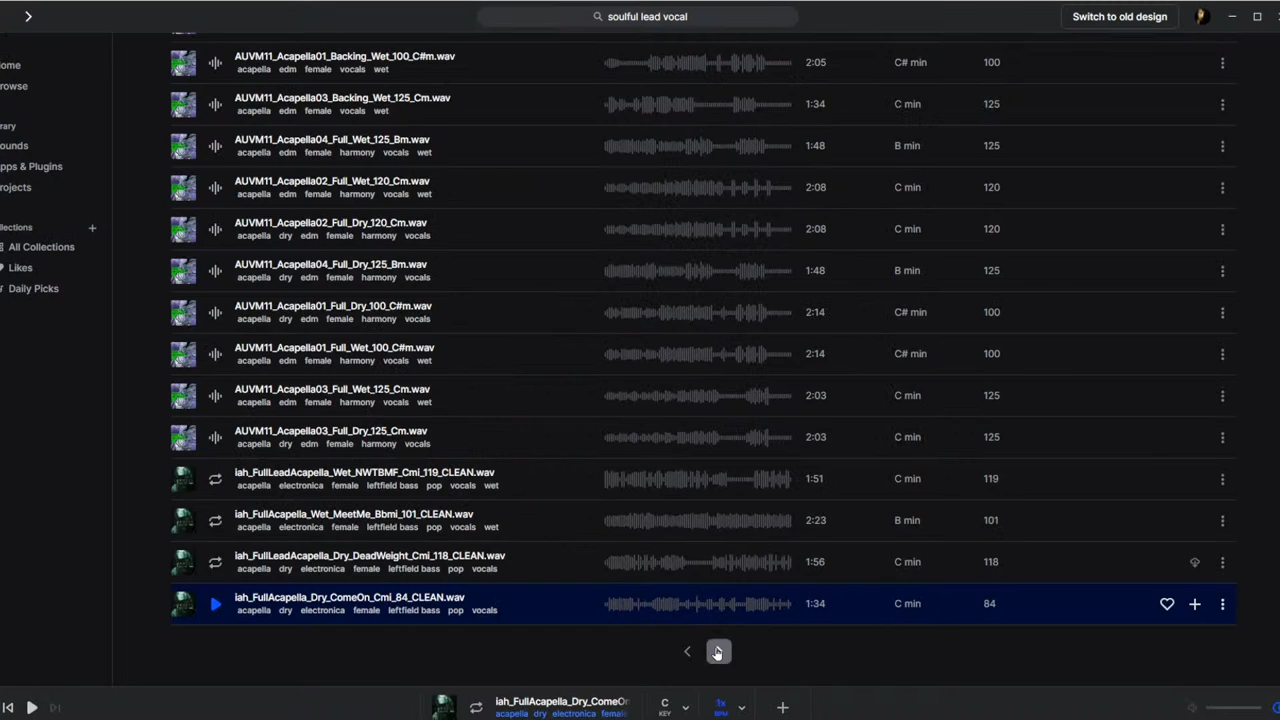 soulful lead vocal
Switch to old design
ome
rowse
rary
ounds
pps & Plugins
rojects
llections
All Collections
Likes
Daily Picks
AUVM11_Acapella01_Backing_Wet_100_C#m.wav
acapella edm female vocals wet
2:05 C# min 100
AUVM11_Acapella03_Backing_Wet_125_Cm.wav
acapella edm female vocals wet
1:34 C min 125
AUVM11_Acapella04_Full_Wet_125_Bm.wav
acapella edm female harmony vocals wet
1:48 B min 125
AUVM11_Acapella02_Full_Wet_120_Cm.wav
acapella edm female harmony vocals wet
2:08 C min 120
AUVM11_Acapella02_Full_Dry_120_Cm.wav
acapella dry edm female harmony vocals
2:08 C min 120
AUVM11_Acapella04_Full_Dry_125_Bm.wav
acapella dry edm female harmony vocals
1:48 B min 125
AUVM11_Acapella01_Full_Dry_100_C#m.wav
acapella dry edm female harmony vocals
2:14 C# min 100
AUVM11_Acapella01_Full_Wet_100_C#m.wav
acapella edm female harmony vocals wet
2:14 C# min 100
AUVM11_Acapella03_Full_Wet_125_Cm.wav
acapella edm female harmony vocals wet
2:03 C min 125
AUVM11_Acapella03_Full_Dry_125_Cm.wav
acapella dry edm female harmony vocals
2:03 C min 125
iah_FullLeadAcapella_Wet_NWTBMF_Cmi_119_CLEAN.wav
acapella electronica female leftfield bass pop vocals wet
1:51 C min 119
iah_FullAcapella_Wet_MeetMe_Bbmi_101_CLEAN.wav
acapella electronica female leftfield bass pop vocals wet
2:23 B min 101
iah_FullLeadAcapella_Dry_DeadWeight_Cmi_118_CLEAN.wav
acapella dry electronica female leftfield bass pop vocals
1:56 C min 118
iah_FullAcapella_Dry_ComeOn_Cmi_84_CLEAN.wav
acapella dry electronica female leftfield bass pop vocals
1:34 C min 84
iah_FullAcapella_Dry_ComeOn
acapella dry electronica femal
C
KEY
1x
BPM